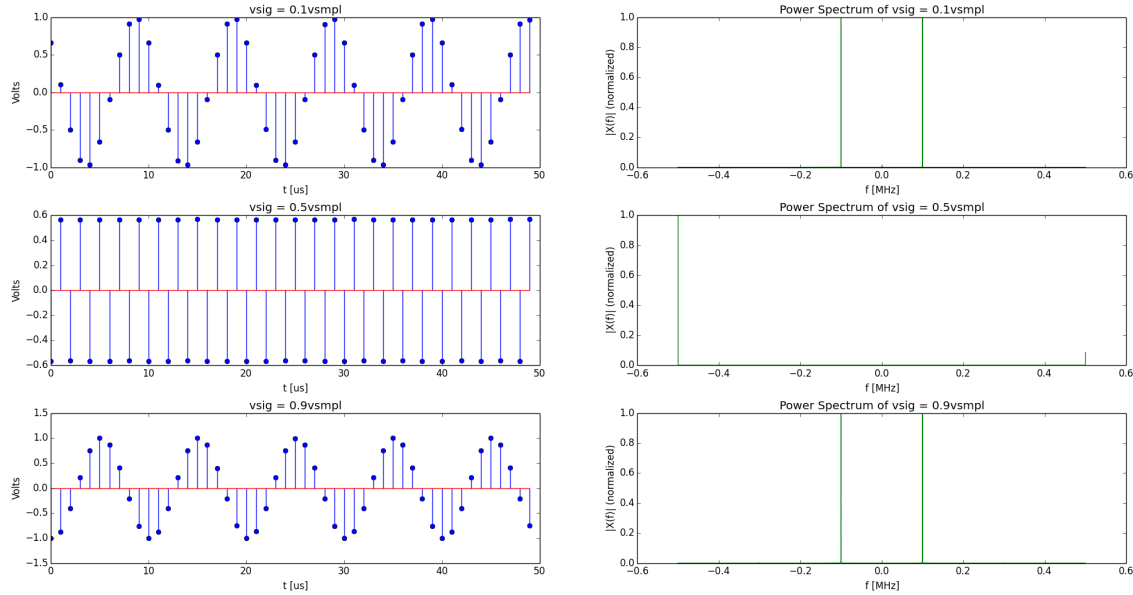 vsig = 0.1vsmpl
1.0
0.5
0.0
−0.5
−1.0
Volts
0 10 20 30 40 50
t [us]
Power Spectrum of vsig = 0.1vsmpl
1.0
0.8
0.6
0.4
0.2
0.0
|X(f)| (normalized)
−0.6 −0.4 −0.2 0.0 0.2 0.4 0.6
f [MHz]
vsig = 0.5vsmpl
0.6
0.4
0.2
0.0
−0.2
−0.4
−0.6
Volts
0 10 20 30 40 50
t [us]
Power Spectrum of vsig = 0.5vsmpl
1.0
0.8
0.6
0.4
0.2
0.0
|X(f)| (normalized)
−0.6 −0.4 −0.2 0.0 0.2 0.4 0.6
f [MHz]
vsig = 0.9vsmpl
1.5
1.0
0.5
0.0
−0.5
−1.0
−1.5
Volts
0 10 20 30 40 50
t [us]
Power Spectrum of vsig = 0.9vsmpl
1.0
0.8
0.6
0.4
0.2
0.0
|X(f)| (normalized)
−0.6 −0.4 −0.2 0.0 0.2 0.4 0.6
f [MHz]